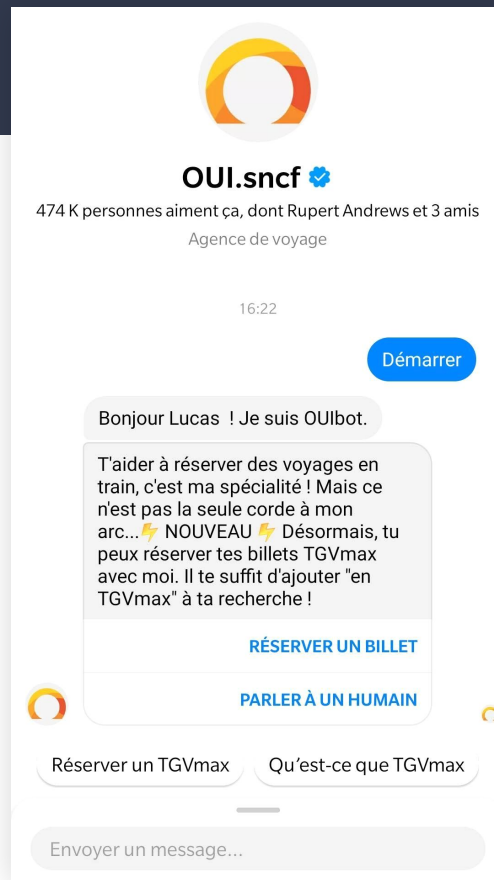 OUI.sncf
474 K personnes aiment ça, dont Rupert Andrews et 3 amis
Agence de voyage
16:22
Démarrer
Bonjour Lucas  ! Je suis OUIbot.
T'aider à réserver des voyages en
train, c'est ma spécialité ! Mais ce
n'est pas la seule corde à mon
arc...⚡ NOUVEAU ⚡ Désormais, tu
peux réserver tes billets TGVmax
avec moi. Il te suffit d'ajouter "en
TGVmax" à ta recherche !
RÉSERVER UN BILLET
PARLER À UN HUMAIN
Réserver un TGVmax
Qu’est-ce que TGVmax
Envoyer un message...